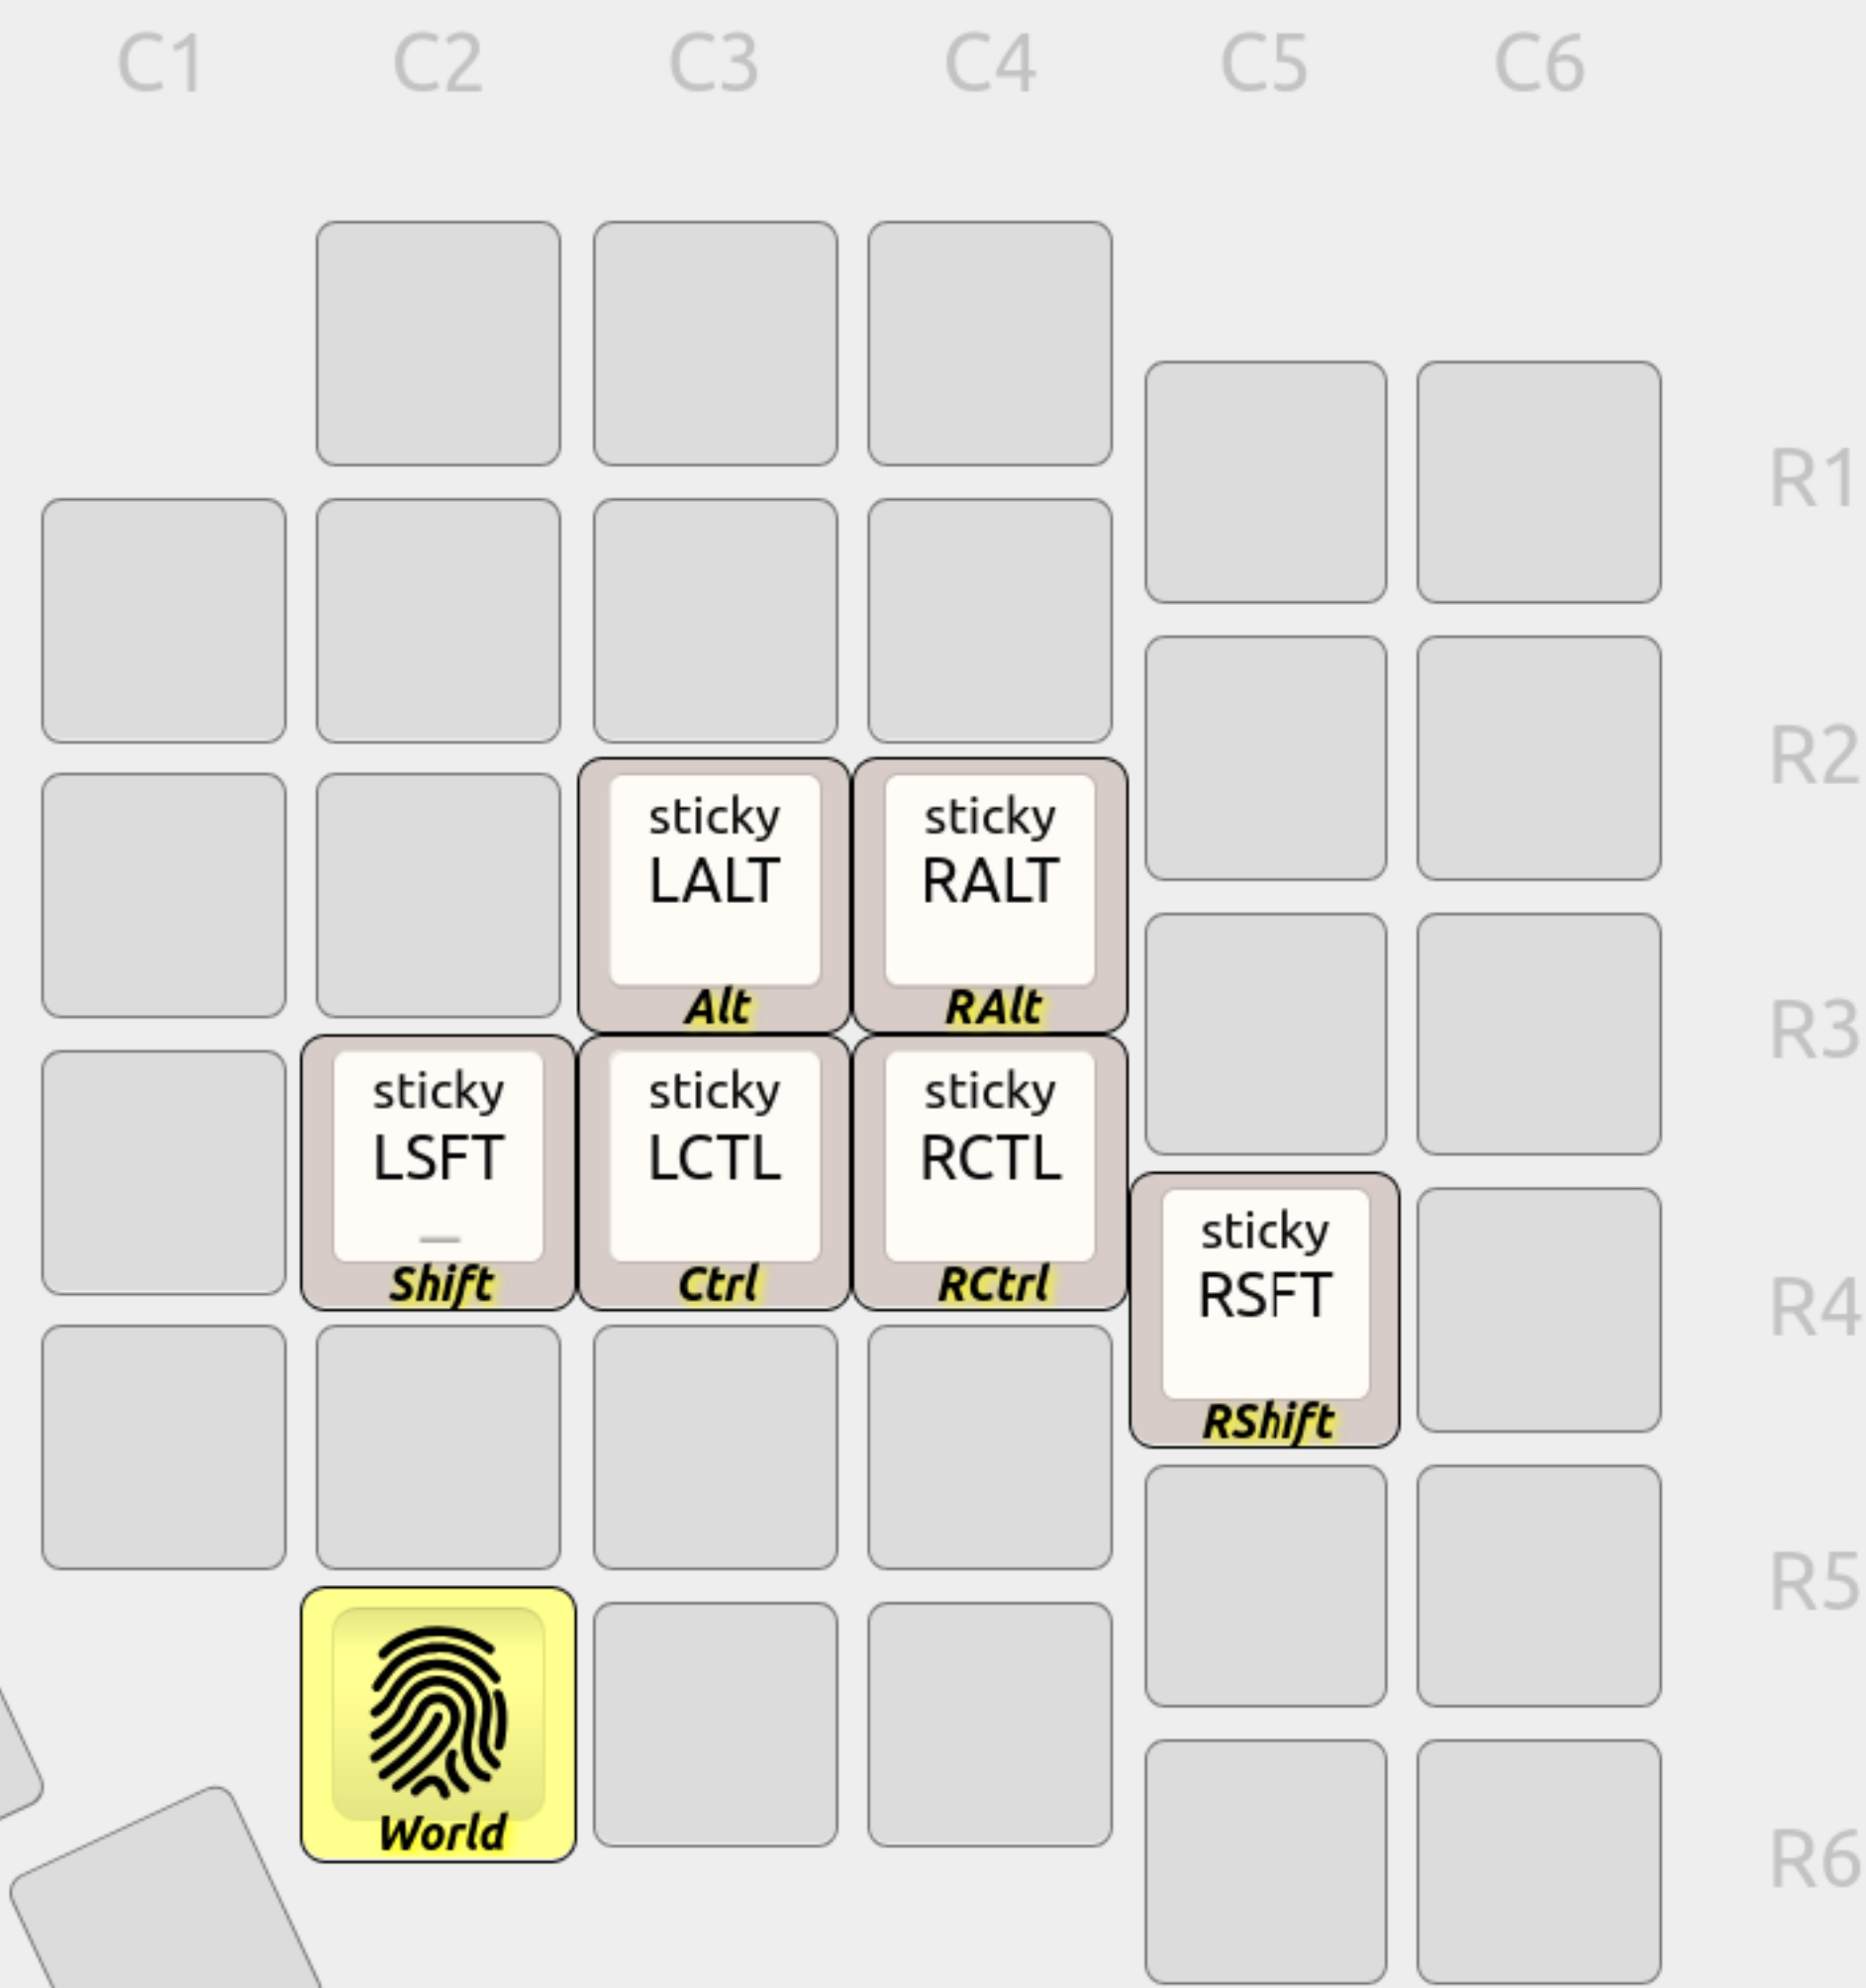 C1 C2 C3 C4 C5 C6
R1
R2
sticky
LALT
Alt
sticky
RALT
RAlt
R3
sticky
LSFT
_
Shift
sticky
LCTL
Ctrl
sticky
RCTL
RCtrl
sticky
RSFT
RShift
R4
R5
World
R6